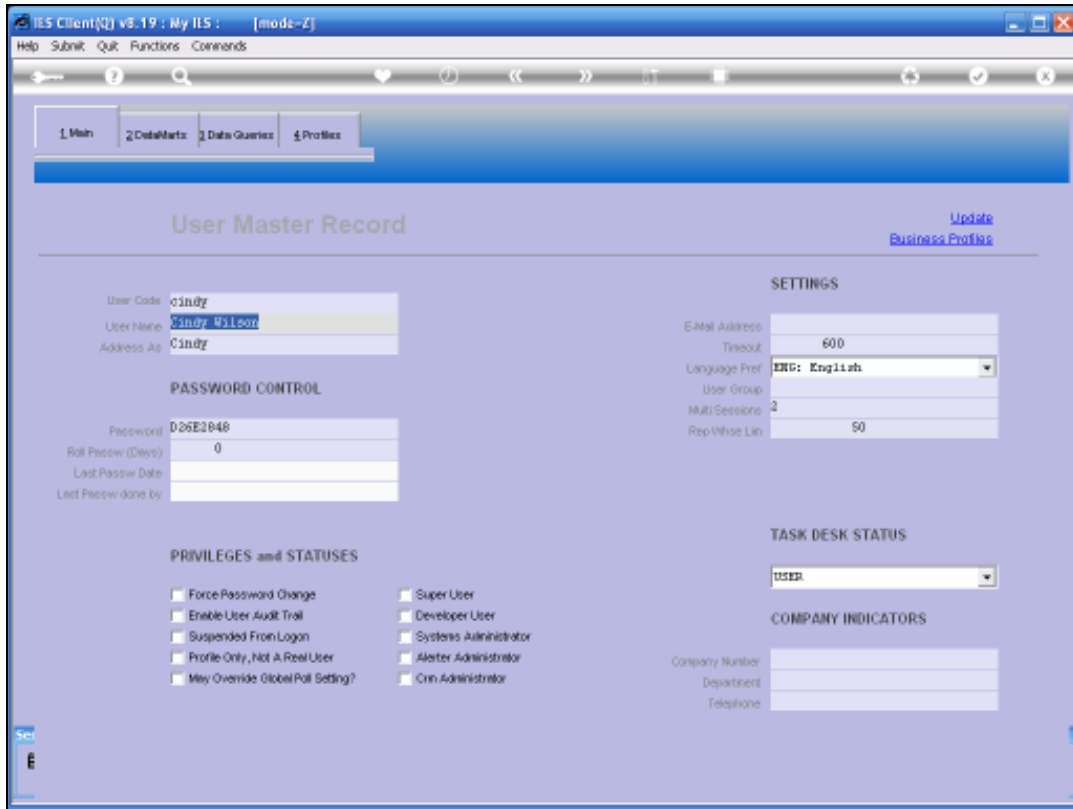 IES Client(Q) v8.19 : My IES : [mode=Z]
Help Submit Quit Functions Commands
1 Main 2 DataMarts 3 Data Queries 4 Profiles
User Master Record
Update
Business Profiles
User Code cindy
User Name Cindy Wilson
Address As Cindy
PASSWORD CONTROL
Password D26E2848
Roll Passw (Days) 0
Last Passw Date
Last Passw done by
PRIVILEGES and STATUSES
Force Password Change
Enable User Audit Trail
Suspended From Logon
Profile Only, Not A Real User
May Override Global Poll Setting?
Super User
Developer User
Systems Administrator
Alerter Administrator
Crm Administrator
SETTINGS
E-Mail Address
Timeout 600
Language Pref ENG: English
User Group
Multi Sessions 2
Rep Whse Lim 50
TASK DESK STATUS
USER
COMPANY INDICATORS
Company Number
Department
Telephone